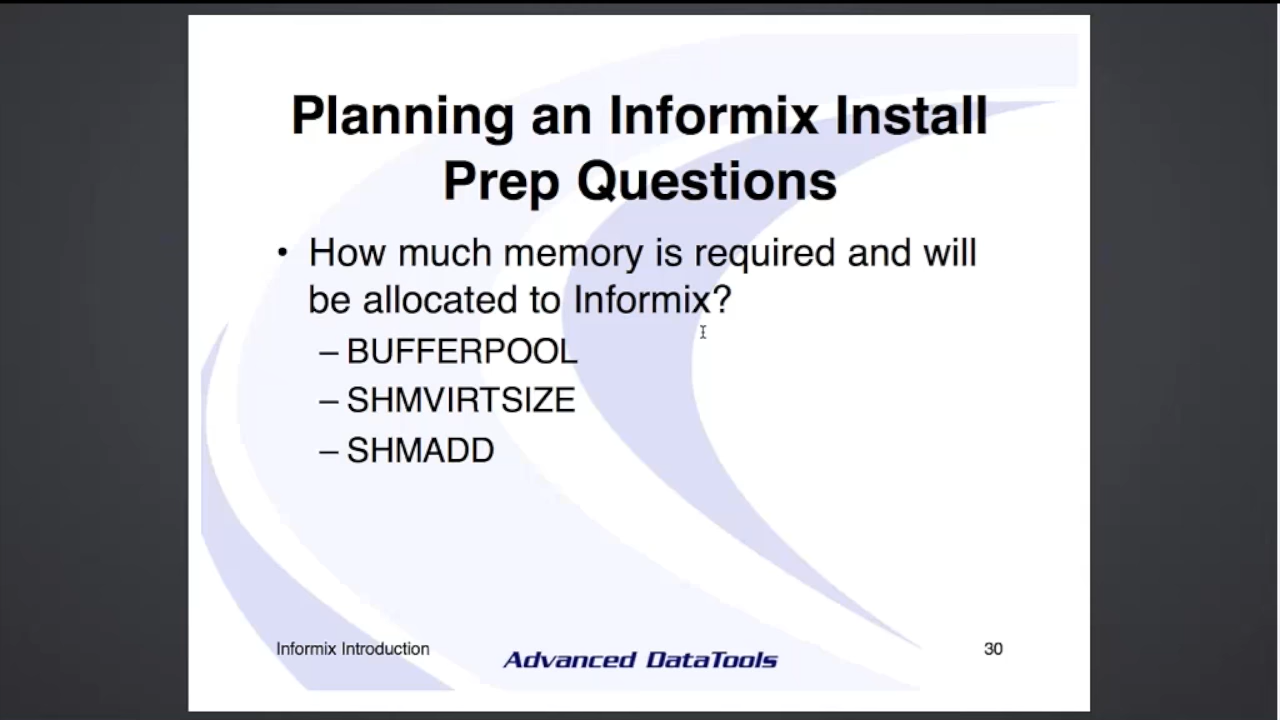 Planning an Informix Install
Prep Questions
• How much memory is required and will
be allocated to Informix?
– BUFFERPOOL
– SHMVIRTSIZE
– SHMADD
Informix Introduction
Advanced DataTools
30